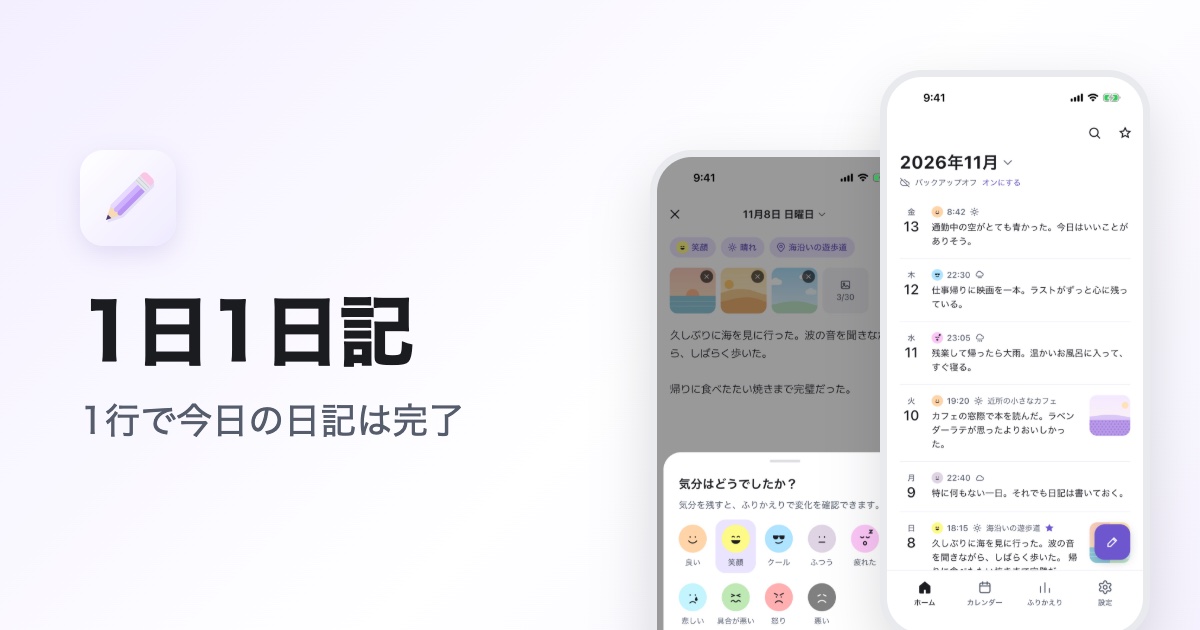 1日1日記
1行で今日の日記は完了
9:41
11月8日 日曜日
笑顔
晴れ
海沿いの遊歩道
3/30
久しぶりに海を見に行った。波の音を聞きなが
ら、しばらく歩いた。
帰りに食べたたい焼きまで完璧だった。
気分はどうでしたか？
気分を残すと、ふりかえりで変化を確認できます。
良い
笑顔
クール
ふつう
疲れた
悲しい
具合が悪い
怒り
悪い
9:41
2026年11月
バックアップオフ オンにする
金
13
8:42
通勤中の空がとても青かった。今日はいいことが
ありそう。
木
12
22:30
仕事帰りに映画を一本。ラストがずっと心に残っ
ている。
水
11
23:05
残業して帰ったら大雨。温かいお風呂に入って、
すぐ寝る。
火
10
19:20 近所の小さなカフェ
カフェの窓際で本を読んだ。ラベン
ダーラテが思ったよりおいしかっ
た。
月
9
22:40
特に何もない一日。それでも日記は書いておく。
日
8
18:15 海沿いの遊歩道
久しぶりに海を見に行った。波の音
を聞きながら、しばらく歩いた。 帰
ホーム
カレンダー
ふりかえり
設定